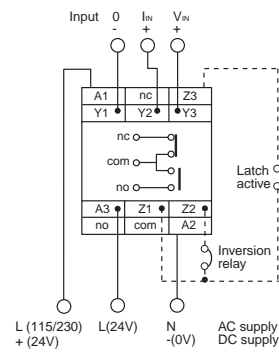 Input 0 IIN VIN
- + +
A1 nc Z3
Y1 Y2 Y3
nc
com
no
Latch
active
A3 Z1 Z2
no com A2
Inversion
relay
L (115/230) L(24V) N AC supply
+ (24V) -(0V) DC supply